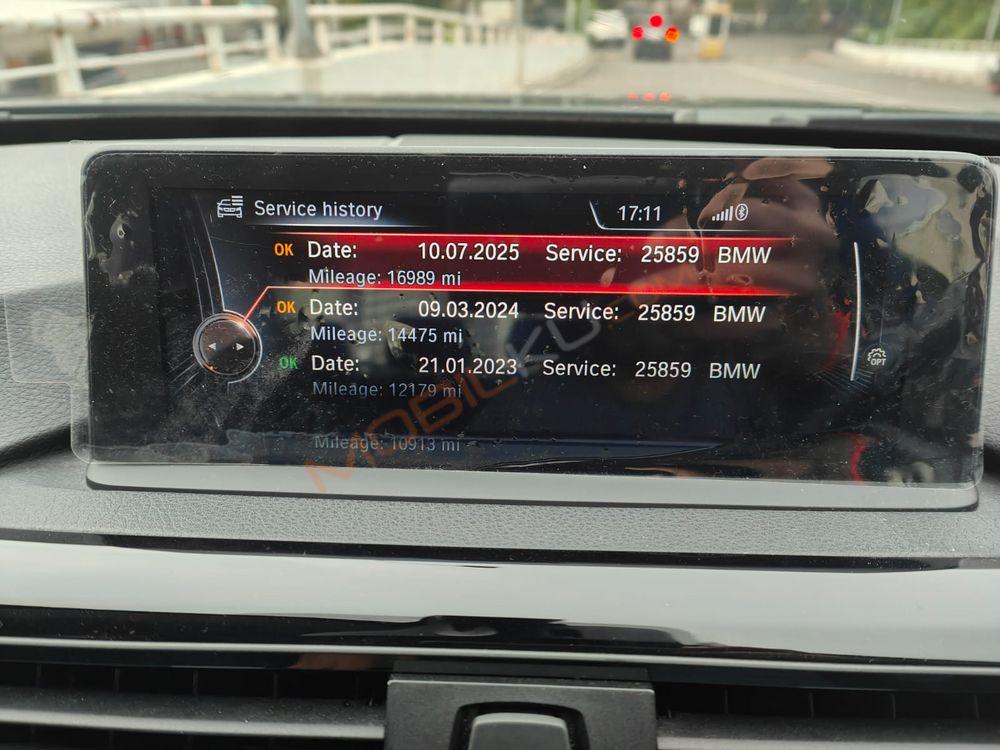 Service history
17:11
OK Date: 10.07.2025 Service: 25859 BMW
Mileage: 16989 mi
OK Date: 09.03.2024 Service: 25859 BMW
Mileage: 14475 mi
OK Date: 21.01.2023 Service: 25859 BMW
Mileage: 12179 mi
Mileage: 10913 mi
OPT